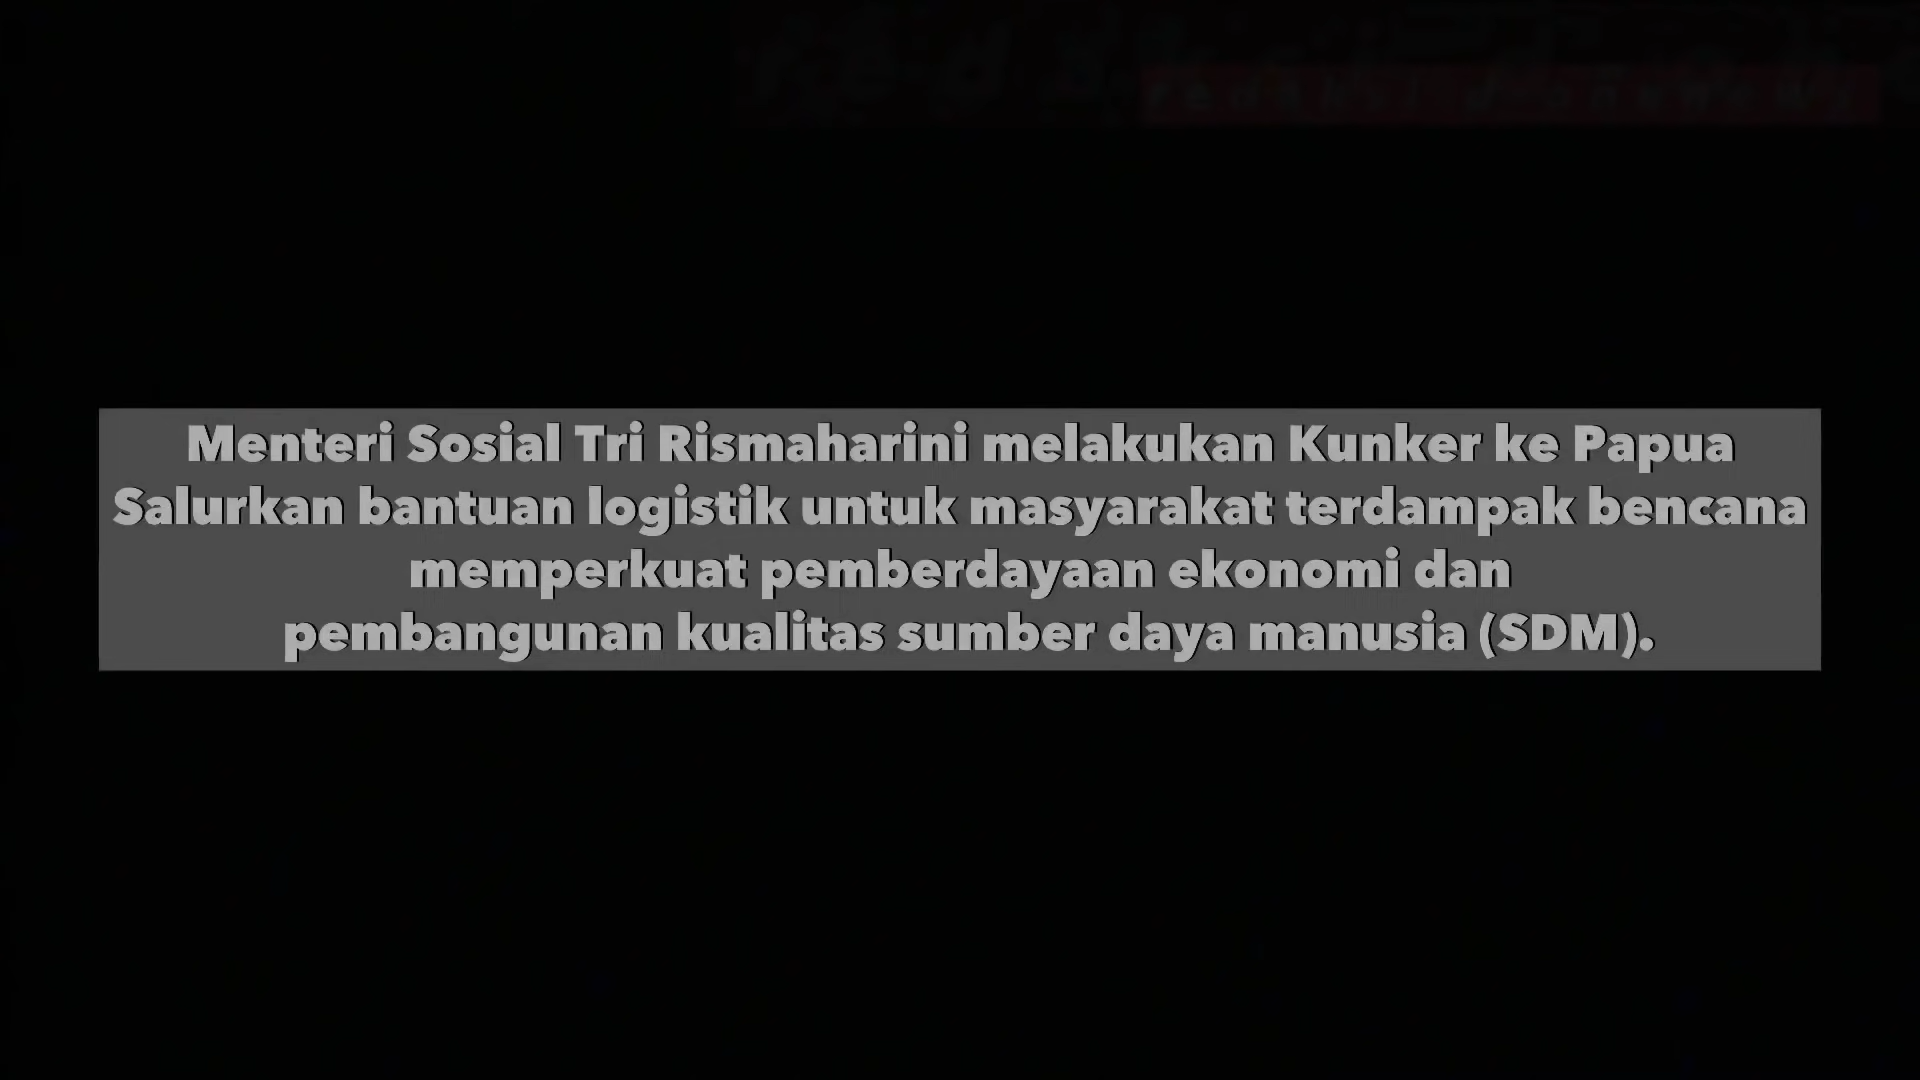 Menteri Sosial Tri Rismaharini melakukan Kunker ke Papua
Salurkan bantuan logistik untuk masyarakat terdampak bencana
memperkuat pemberdayaan ekonomi dan
pembangunan kualitas sumber daya manusia (SDM).